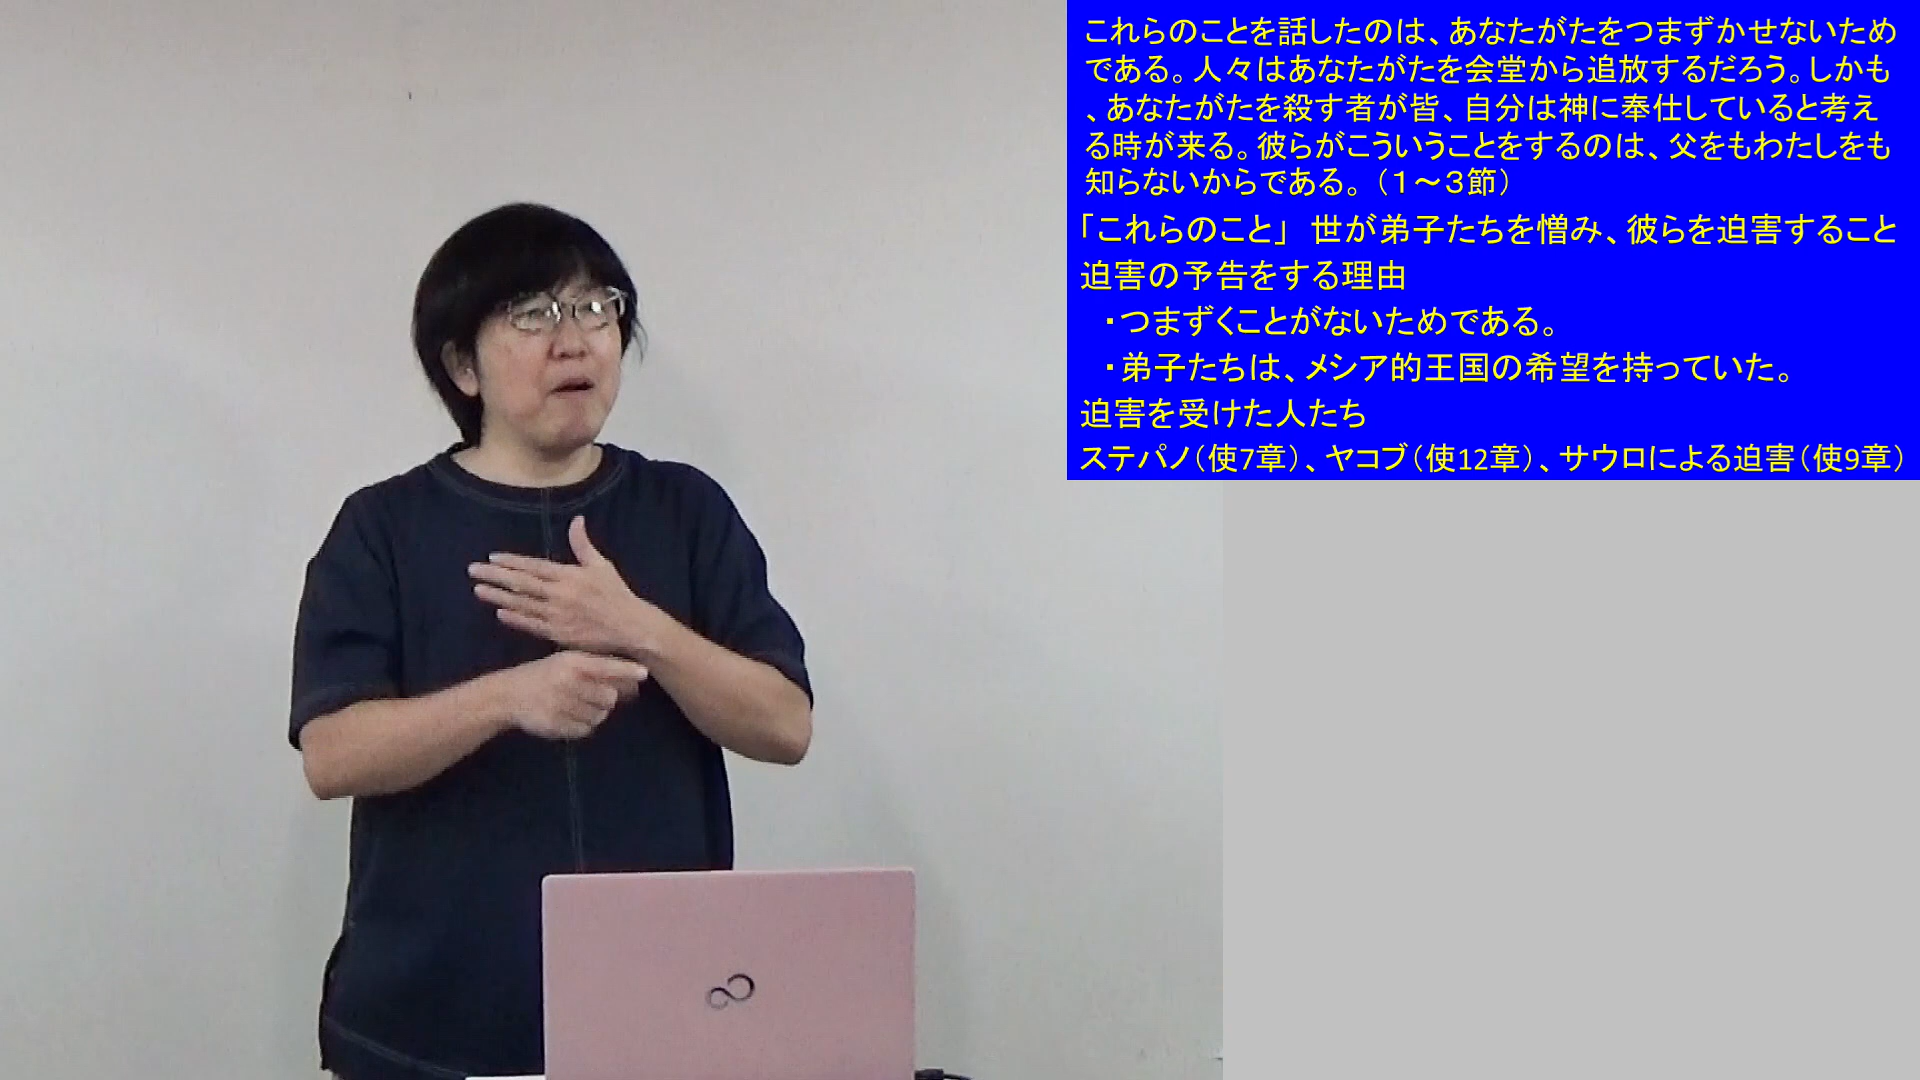 これらのことを話したのは、あなたがたをつまずかせないため
である。人々はあなたがたを会堂から追放するだろう。しかも
、あなたがたを殺す者が皆、自分は神に奉仕していると考え
る時が来る。彼らがこういうことをするのは、父をもわたしをも
知らないからである。（１～３節）
「これらのこと」　世が弟子たちを憎み、彼らを迫害すること
迫害の予告をする理由
・つまずくことがないためである。
・弟子たちは、メシア的王国の希望を持っていた。
迫害を受けた人たち
ステパノ（使7章）、ヤコブ（使12章）、サウロによる迫害（使9章）